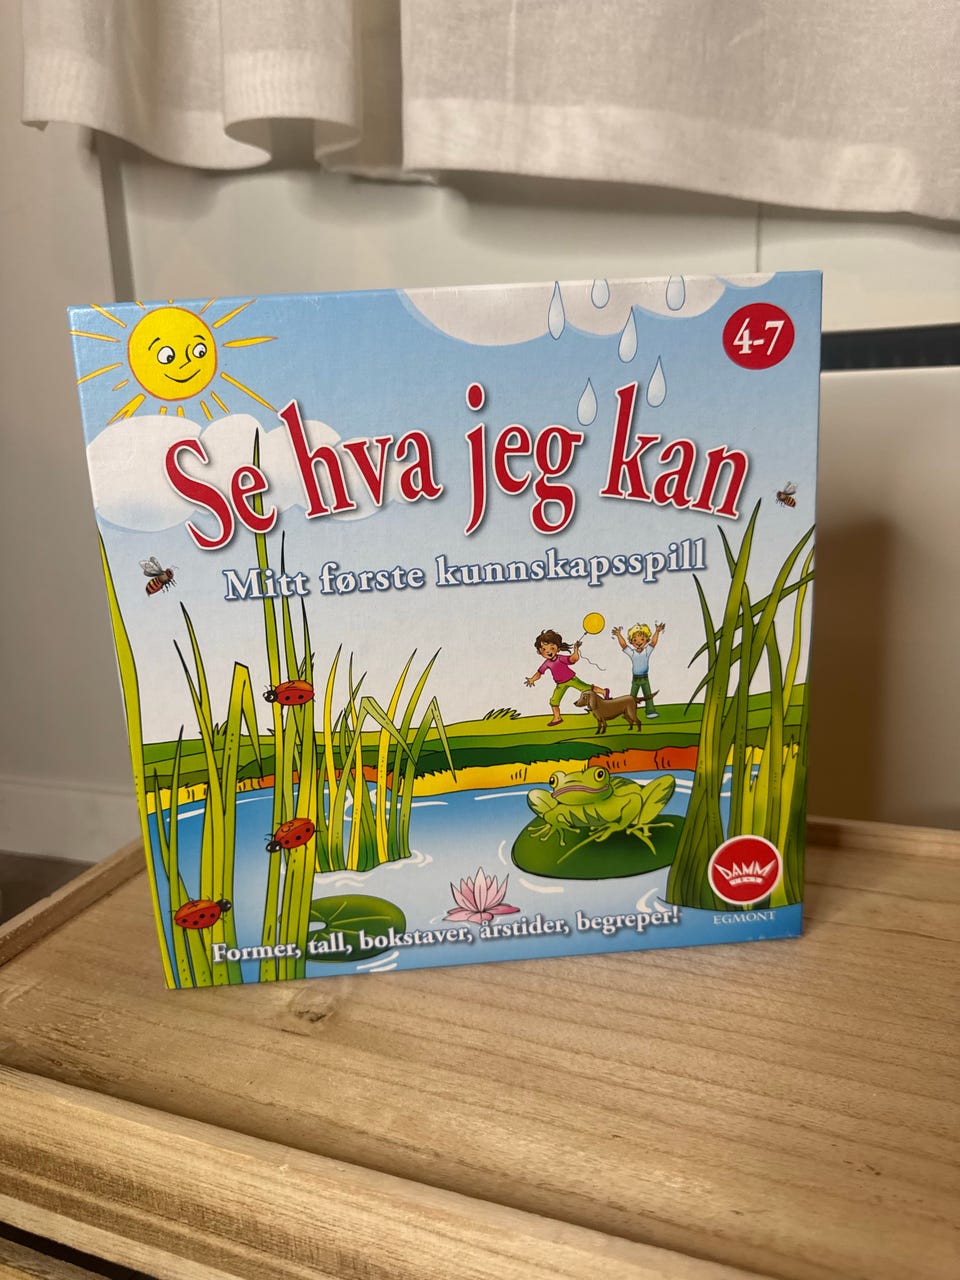 4-7
Se hva jeg kan
Mitt første kunnskapsspill
DAMM
EGMONT
Former, tall, bokstaver, årstider, begreper!